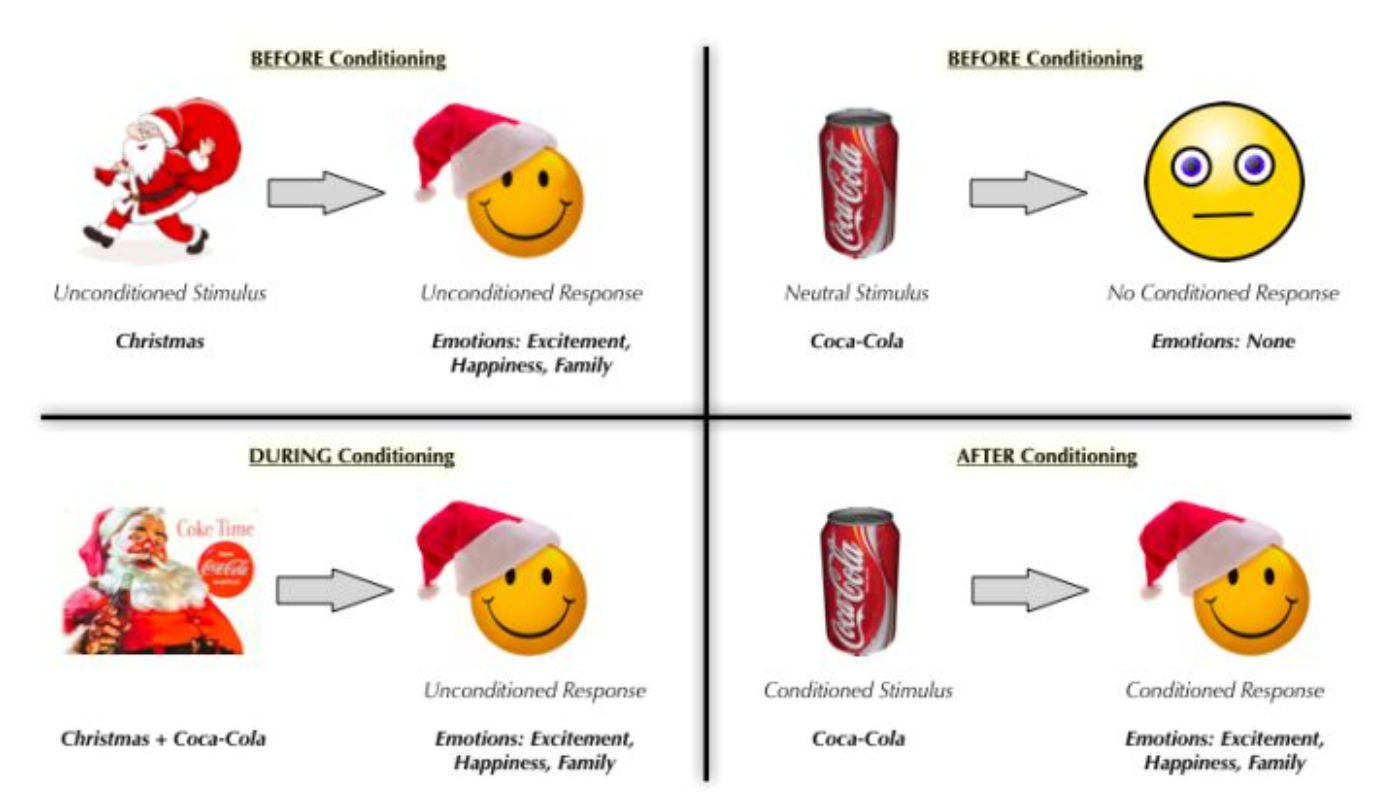 BEFORE Conditioning
Unconditioned Stimulus
Christmas
Unconditioned Response
Emotions: Excitement,
Happiness, Family
BEFORE Conditioning
Coca-Cola
Neutral Stimulus
Coca-Cola
No Conditioned Response
Emotions: None
DURING Conditioning
Coke Time
Coca-Cola
Christmas + Coca-Cola
Unconditioned Response
Emotions: Excitement,
Happiness, Family
AFTER Conditioning
Coca-Cola
Conditioned Stimulus
Coca-Cola
Conditioned Response
Emotions: Excitement,
Happiness, Family